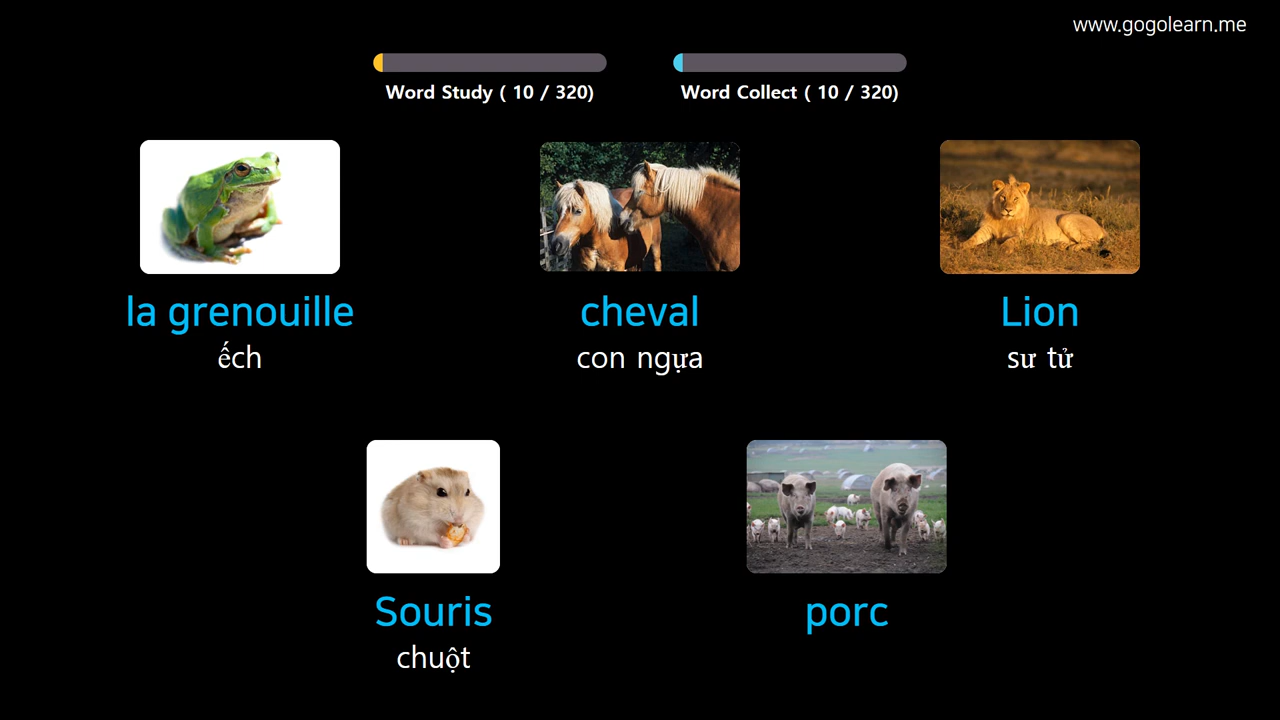 www.gogolearn.me
Word Study ( 10 / 320)
Word Collect ( 10 / 320)
la grenouille
ếch
cheval
con ngựa
Lion
sư tử
Souris
chuột
porc